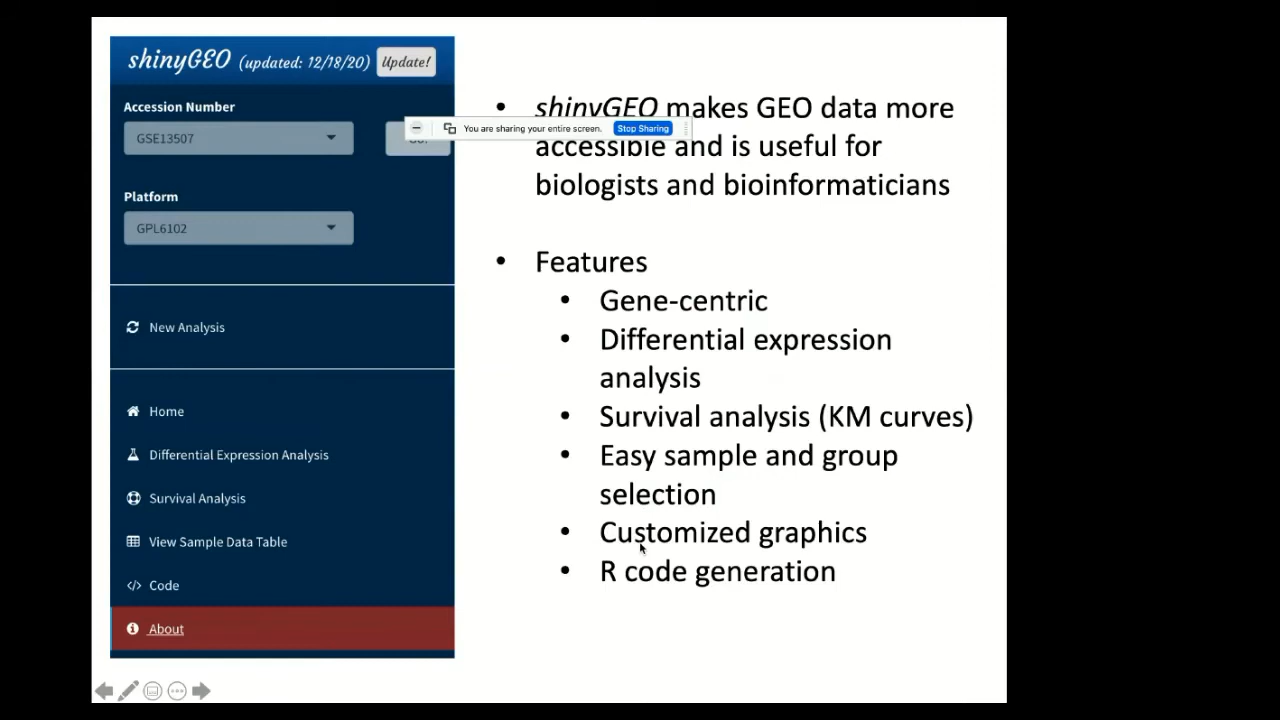 shinyGEO (updated: 12/18/20) Update!
Accession Number
GSE13507
Platform
GPL6102
New Analysis
Home
Differential Expression Analysis
Survival Analysis
View Sample Data Table
Code
About
You are sharing your entire screen. Stop Sharing
• shinyGEO makes GEO data more
accessible and is useful for
biologists and bioinformaticians
• Features
• Gene-centric
• Differential expression
analysis
• Survival analysis (KM curves)
• Easy sample and group
selection
• Customized graphics
• R code generation